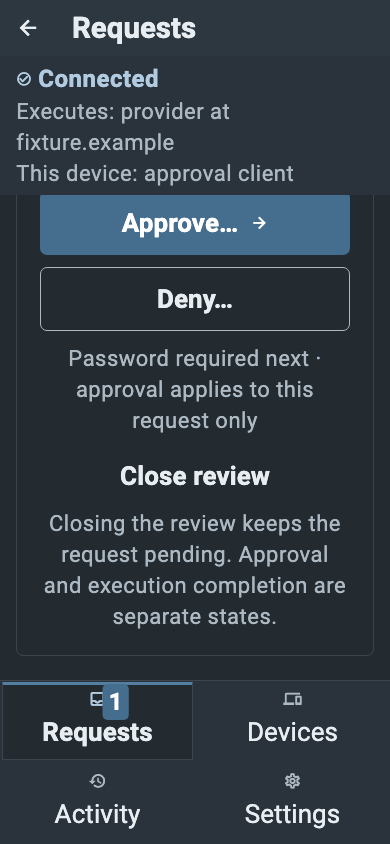 Requests
Connected
Executes: provider at
fixture.example
This device: approval client
Approve…
Deny…
Password required next ·
approval applies to this
request only
Close review
Closing the review keeps the
request pending. Approval
and execution completion are
separate states.
1
Requests
Devices
Activity
Settings